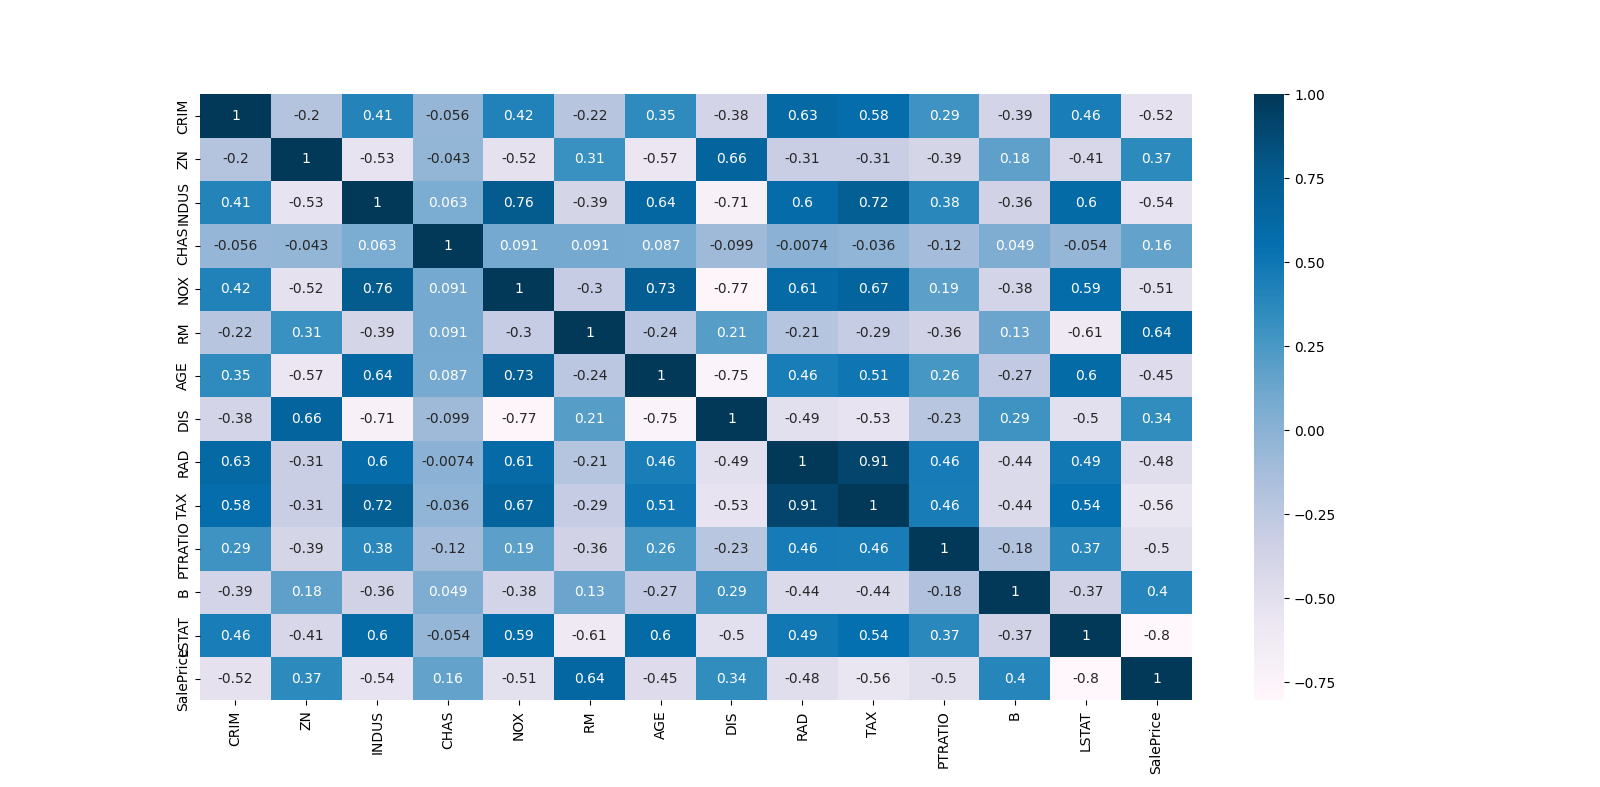 CRIM 1 -0.2 0.41 -0.056 0.42 -0.22 0.35 -0.38 0.63 0.58 0.29 -0.39 0.46 -0.52
ZN -0.2 1 -0.53 -0.043 -0.52 0.31 -0.57 0.66 -0.31 -0.31 -0.39 0.18 -0.41 0.37
INDUS 0.41 -0.53 1 0.063 0.76 -0.39 0.64 -0.71 0.6 0.72 0.38 -0.36 0.6 -0.54
CHAS -0.056 -0.043 0.063 1 0.091 0.091 0.087 -0.099 -0.0074 -0.036 -0.12 0.049 -0.054 0.16
NOX 0.42 -0.52 0.76 0.091 1 -0.3 0.73 -0.77 0.61 0.67 0.19 -0.38 0.59 -0.51
RM -0.22 0.31 -0.39 0.091 -0.3 1 -0.24 0.21 -0.21 -0.29 -0.36 0.13 -0.61 0.64
AGE 0.35 -0.57 0.64 0.087 0.73 -0.24 1 -0.75 0.46 0.51 0.26 -0.27 0.6 -0.45
DIS -0.38 0.66 -0.71 -0.099 -0.77 0.21 -0.75 1 -0.49 -0.53 -0.23 0.29 -0.5 0.34
RAD 0.63 -0.31 0.6 -0.0074 0.61 -0.21 0.46 -0.49 1 0.91 0.46 -0.44 0.49 -0.48
TAX 0.58 -0.31 0.72 -0.036 0.67 -0.29 0.51 -0.53 0.91 1 0.46 -0.44 0.54 -0.56
PTRATIO 0.29 -0.39 0.38 -0.12 0.19 -0.36 0.26 -0.23 0.46 0.46 1 -0.18 0.37 -0.5
B -0.39 0.18 -0.36 0.049 -0.38 0.13 -0.27 0.29 -0.44 -0.44 -0.18 1 -0.37 0.4
LSTAT 0.46 -0.41 0.6 -0.054 0.59 -0.61 0.6 -0.5 0.49 0.54 0.37 -0.37 1 -0.8
SalePrice -0.52 0.37 -0.54 0.16 -0.51 0.64 -0.45 0.34 -0.48 -0.56 -0.5 0.4 -0.8 1
CRIM ZN INDUS CHAS NOX RM AGE DIS RAD TAX PTRATIO B LSTAT SalePrice
1.00
0.75
0.50
0.25
0.00
−0.25
−0.50
−0.75